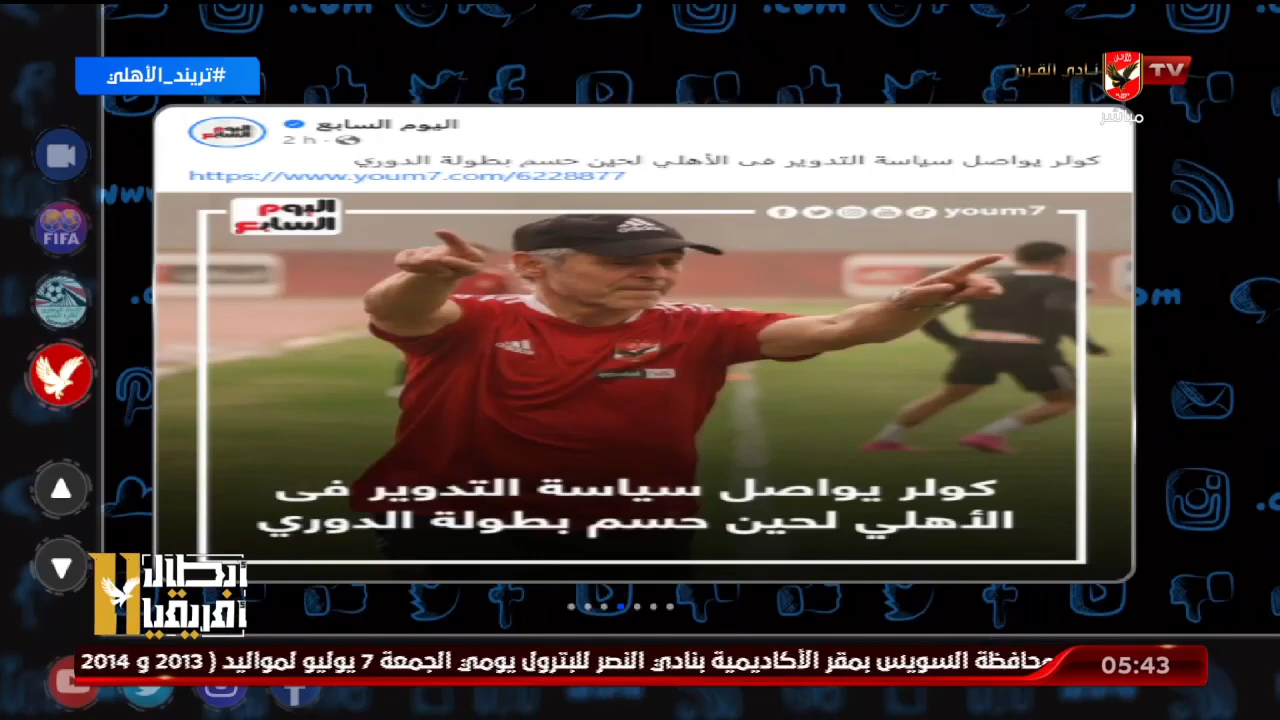 #تريند_الأهلي
نادي القرن
TV
مباشر
اليوم السابع
2 h
كولر يواصل سياسة التدوير فى الأهلي لحين حسم بطولة الدوري
https://www.youm7.com/6228877
اليوم السابع
youm7
FIFA
كولر يواصل سياسة التدوير فى
الأهلي لحين حسم بطولة الدوري
أبطال
أفريقيا
محافظة السويس بمقر الأكاديمية بنادي النصر للبترول يومي الجمعة 7 يوليو لمواليد ( 2013 و 2014
05:43